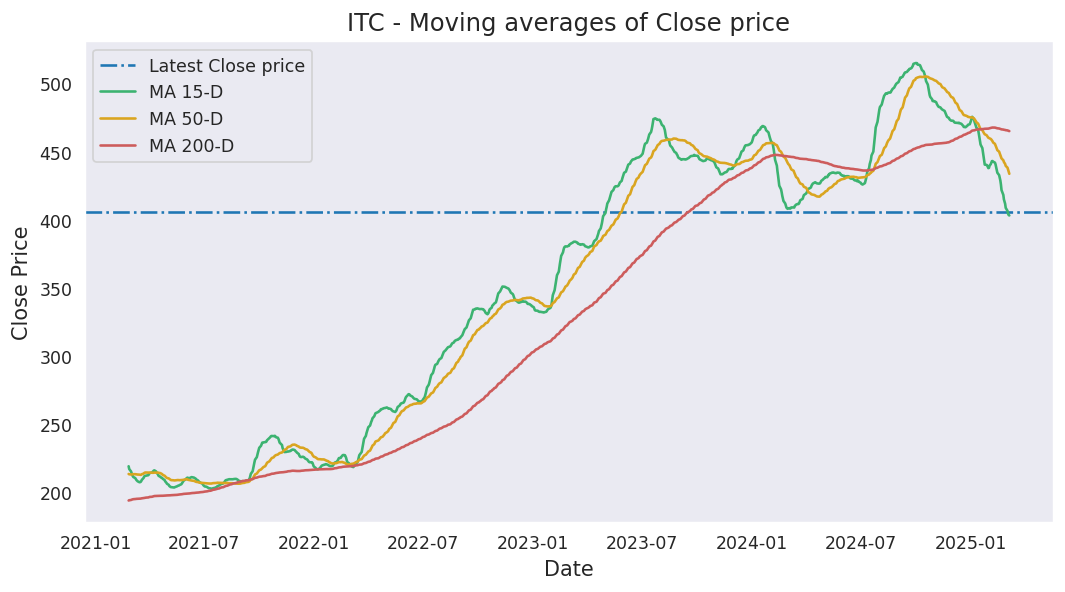 ITC - Moving averages of Close price
Latest Close price
MA 15-D
MA 50-D
MA 200-D
500
450
400
350
300
250
200
Close Price
2021-01 2021-07 2022-01 2022-07 2023-01 2023-07 2024-01 2024-07 2025-01
Date